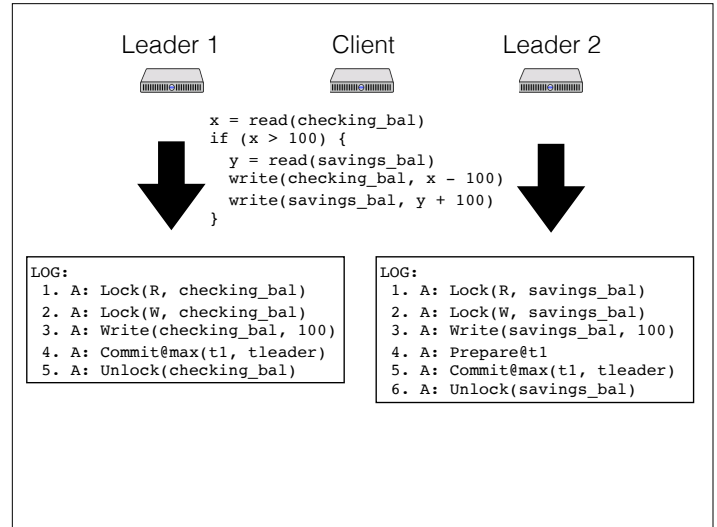 Leader 1 Client Leader 2
x = read(checking_bal)
if (x > 100) {
y = read(savings_bal)
write(checking_bal, x - 100)
write(savings_bal, y + 100)
}
LOG:
1. A: Lock(R, checking_bal)
2. A: Lock(W, checking_bal)
3. A: Write(checking_bal, 100)
4. A: Commit@max(t1, tleader)
5. A: Unlock(checking_bal)
LOG:
1. A: Lock(R, savings_bal)
2. A: Lock(W, savings_bal)
3. A: Write(savings_bal, 100)
4. A: Prepare@t1
5. A: Commit@max(t1, tleader)
6. A: Unlock(savings_bal)